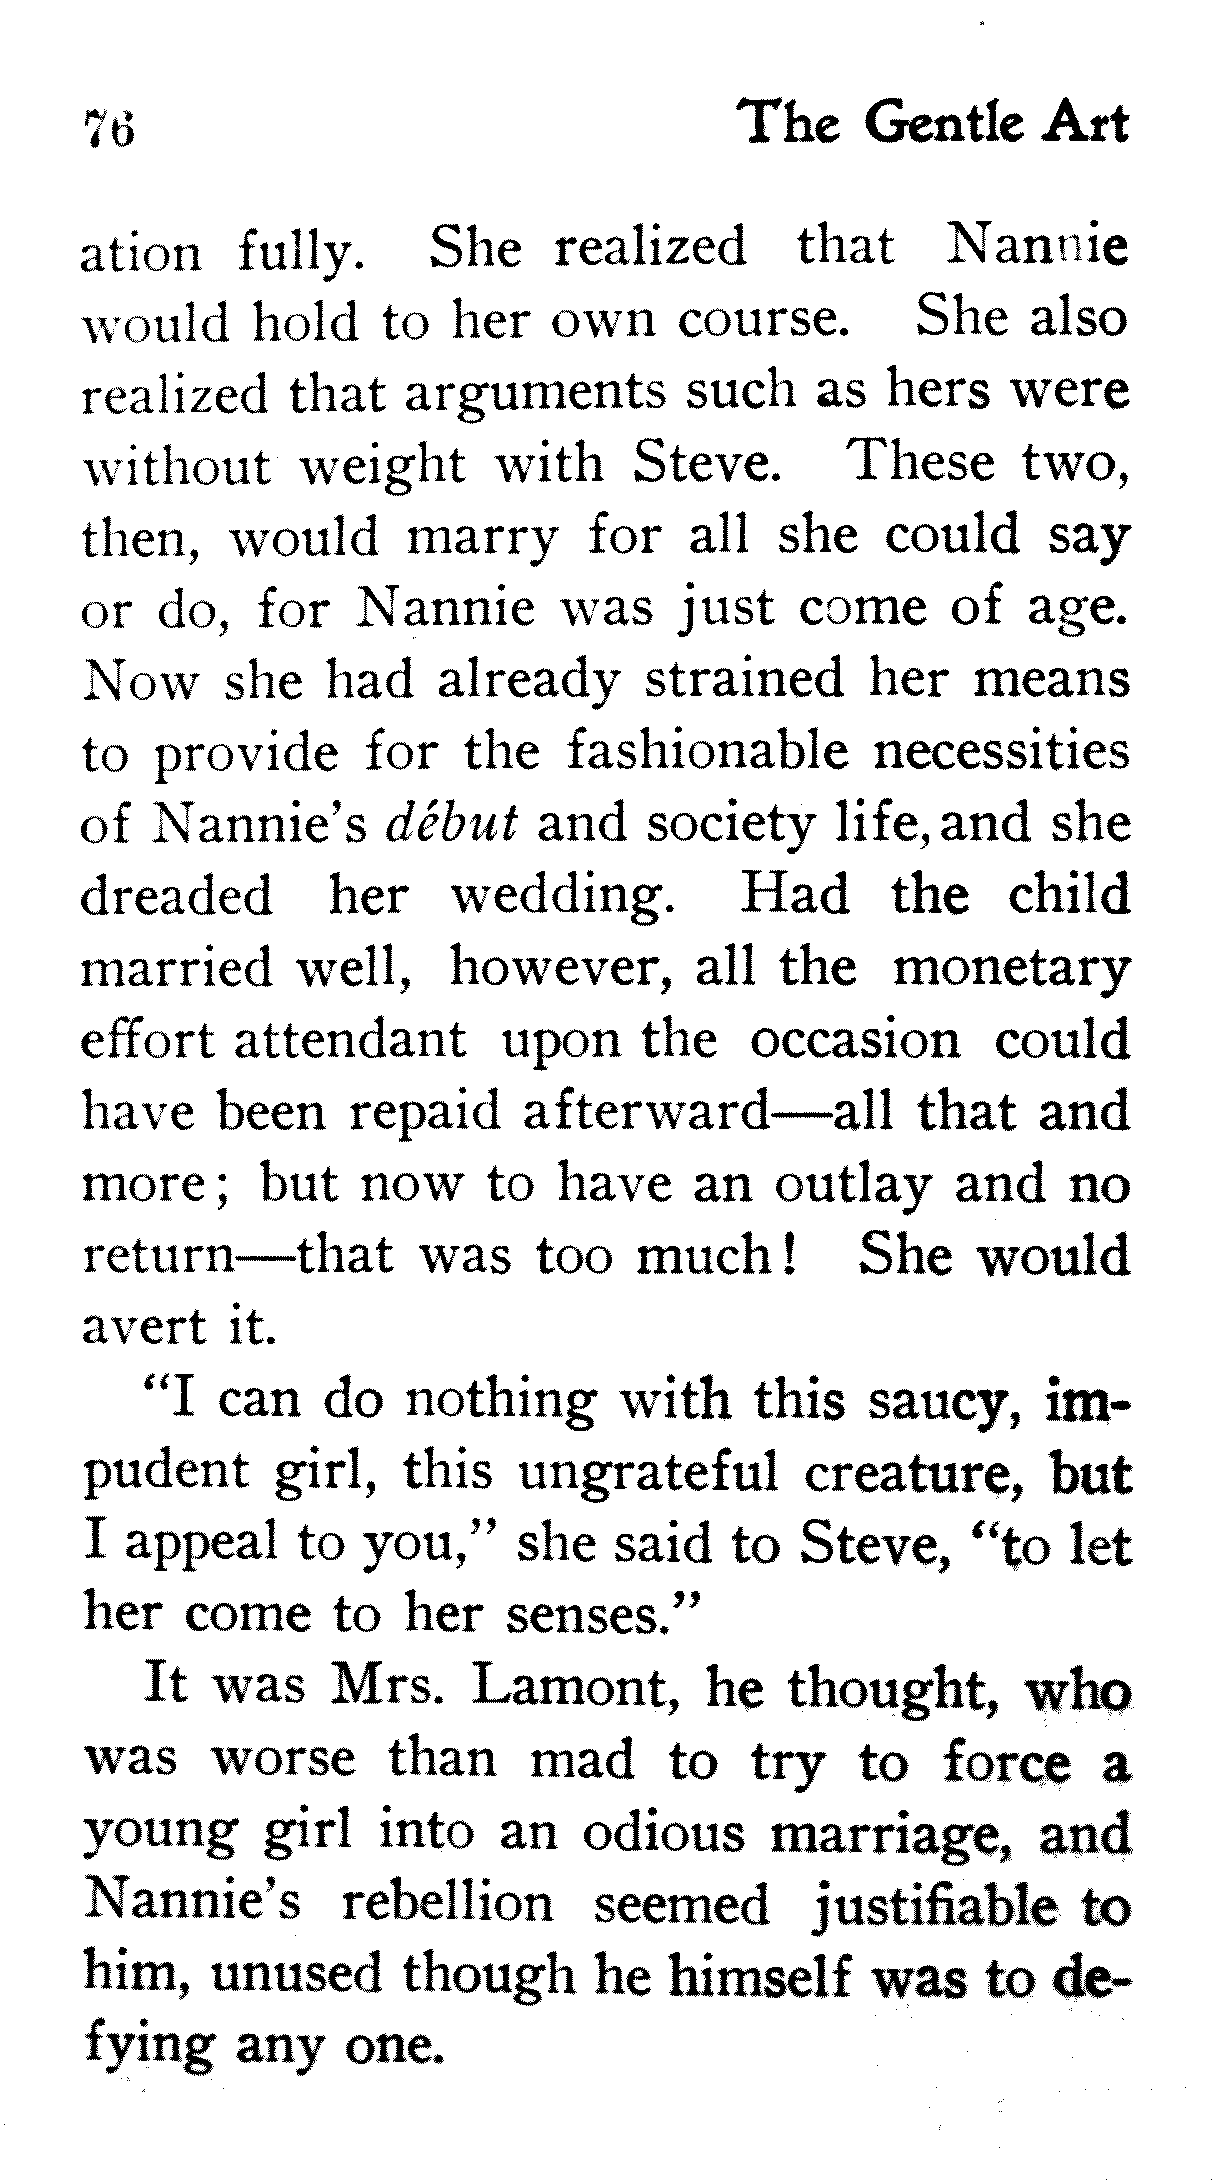 76 The Gentle Art
ation fully. She realized that Nannie
would hold to her own course. She also
realized that arguments such as hers were
without weight with Steve. These two,
then, would marry for all she could say
or do, for Nannie was just come of age.
Now she had already strained her means
to provide for the fashionable necessities
of Nannie's début and society life, and she
dreaded her wedding. Had the child
married well, however, all the monetary
effort attendant upon the occasion could
have been repaid afterward—all that and
more; but now to have an outlay and no
return—that was too much! She would
avert it.
"I can do nothing with this saucy, im-
pudent girl, this ungrateful creature, but
I appeal to you," she said to Steve, "to let
her come to her senses."
It was Mrs. Lamont, he thought, who
was worse than mad to try to force a
young girl into an odious marriage, and
Nannie's rebellion seemed justifiable to
him, unused though he himself was to de-
fying any one.